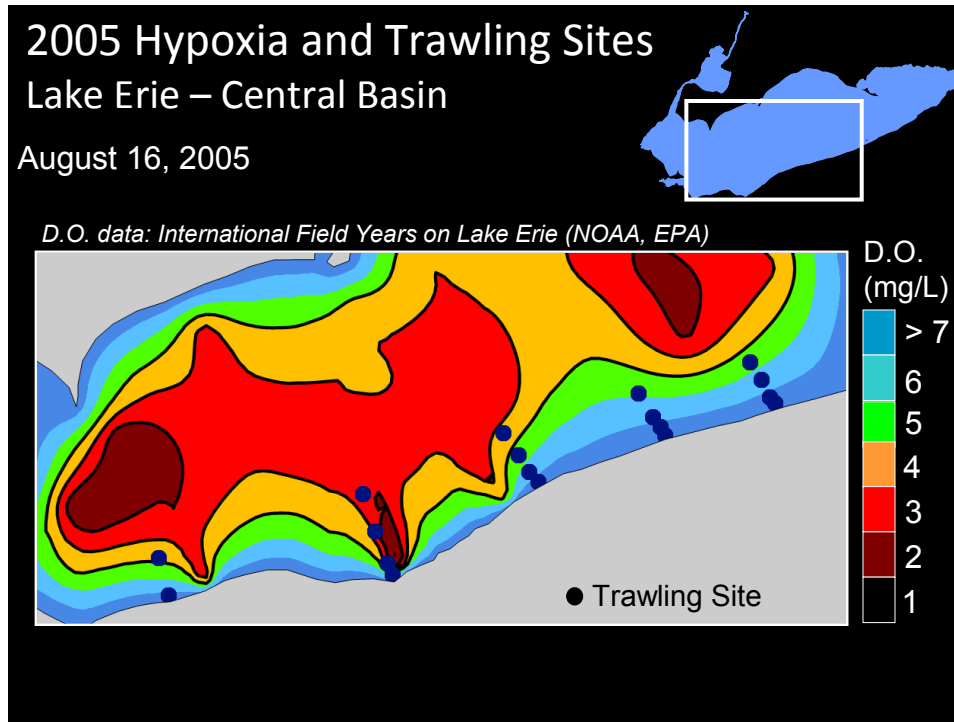 2005 Hypoxia and Trawling Sites
Lake Erie – Central Basin
August 16, 2005
D.O. data: International Field Years on Lake Erie (NOAA, EPA)
D.O.
(mg/L)
> 7
6
5
4
3
2
1
Trawling Site